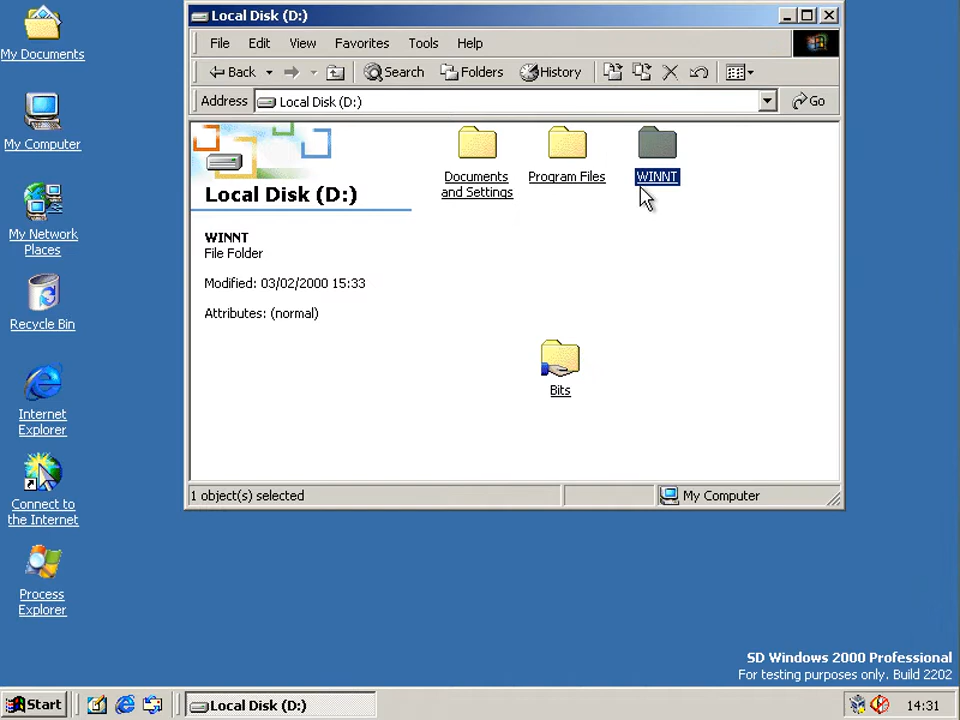 My Documents
My Computer
My Network
Places
Recycle Bin
Internet
Explorer
Connect to
the Internet
Process
Explorer
Local Disk (D:)
File Edit View Favorites Tools Help
Back Search Folders History
Address Local Disk (D:) Go
Local Disk (D:)
WINNT
File Folder
Modified: 03/02/2000 15:33
Attributes: (normal)
Documents
and Settings
Program Files
WINNT
Bits
1 object(s) selected My Computer
SD Windows 2000 Professional
For testing purposes only. Build 2202
Start Local Disk (D:) 14:31